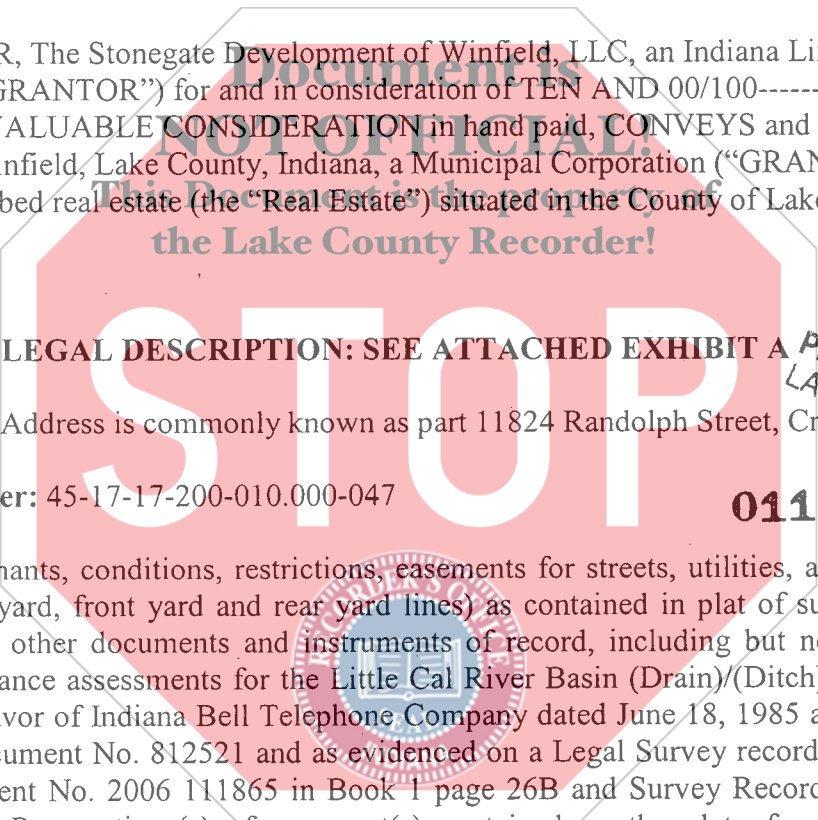 R, The Stonegate Development of Winfield, LLC, an Indiana Li
Document is
GRANTOR") for and in consideration of TEN AND 00/100------
NOT OFFICIAL!
VALUABLE CONSIDERATION in hand paid, CONVEYS and
infield, Lake County, Indiana, a Municipal Corporation ("GRAN
This Document is the property of
bed real estate (the "Real Estate") situated in the County of Lake
the Lake County Recorder!
STOP
LEGAL DESCRIPTION: SEE ATTACHED EXHIBIT A
LA
Address is commonly known as part 11824 Randolph Street, Cr
er: 45-17-17-200-010.000-047
011
nants, conditions, restrictions, easements for streets, utilities, a
yard, front yard and rear yard lines) as contained in plat of su
other documents and instruments of record, including but no
RECORDER'S OFFICE
ance assessments for the Little Cal River Basin (Drain)/(Ditch)
avor of Indiana Bell Telephone Company dated June 18, 1985 a
SEAL
cument No. 812521 and as evidenced on a Legal Survey record
ent No. 2006 111865 in Book 1 page 26B and Survey Record